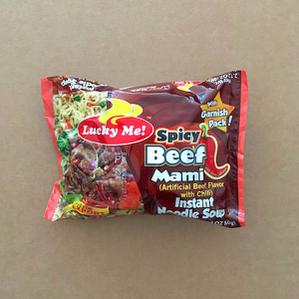 Lucky Me!
With
Garnish
Pack!
Spicy
Beef
Mami
(Artificial Beef Flavor
with Chili)
Instant
Noodle Soup